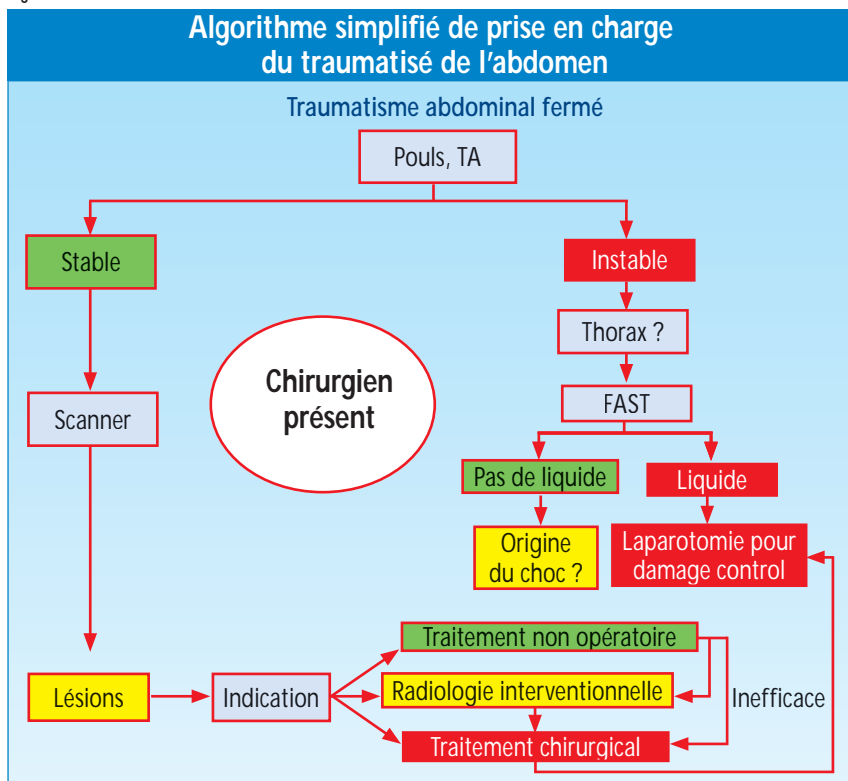 Algorithme simplifié de prise en charge
du traumatisé de l'abdomen
Traumatisme abdominal fermé
Pouls, TA
Stable
Instable
Thorax ?
Chirurgien
présent
Scanner
FAST
Pas de liquide
Liquide
Origine
du choc ?
Laparotomie pour
damage control
Traitement non opératoire
Lésions
Indication
Radiologie interventionnelle
Inefficace
Traitement chirurgical